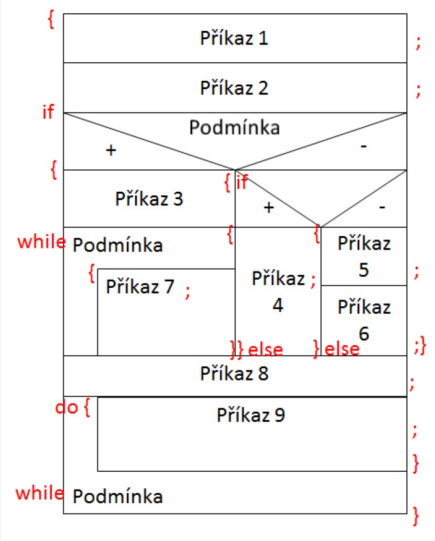 {
Příkaz 1 ;
Příkaz 2 ;
if
Podmínka
+ -
{ Příkaz 3 { if + -
while Podmínka { { Příkaz 5 ;
{ Příkaz 7 ; Příkaz 4 ; Příkaz 6 ;}
}} else } else
Příkaz 8 ;
do { Příkaz 9 ;
}
while Podmínka
}